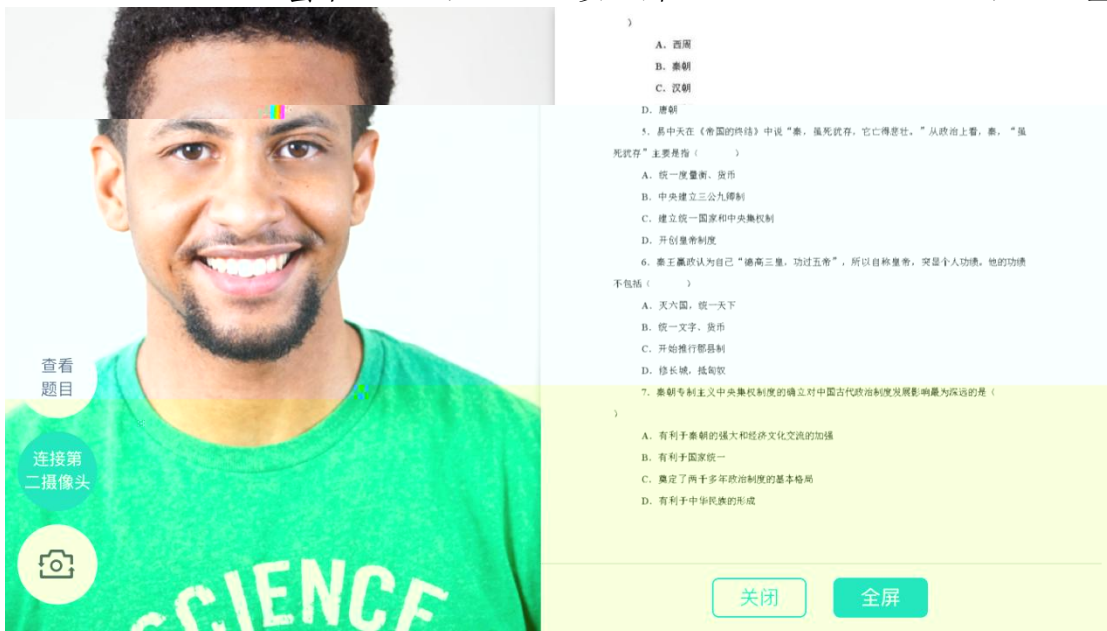 查看
题目
连接第
二摄像头
SCIENCE
）
A、西周
B、秦朝
C、汉朝
D、唐朝
5、易中天在《帝国的终结》中说“秦，虽死犹存，它亡得悲壮。”从政治上看，秦，“虽
死犹存”主要是指（ ）
A、统一度量衡、货币
B、中央建立三公九卿制
C、建立统一国家和中央集权制
D、开创皇帝制度
6、秦王嬴政认为自己“德高三皇，功过五帝”，所以自称皇帝，突显个人功绩。他的功绩
不包括（ ）
A、灭六国，统一天下
B、统一文字、货币
C、开始推行郡县制
D、修长城，抵匈奴
7、秦朝专制主义中央集权制度的确立对中国古代政治制度发展影响最为深远的是（
）
A、有利于秦朝的强大和经济文化交流的加强
B、有利于国家统一
C、奠定了两千多年政治制度的基本格局
D、有利于中华民族的形成
关闭
全屏